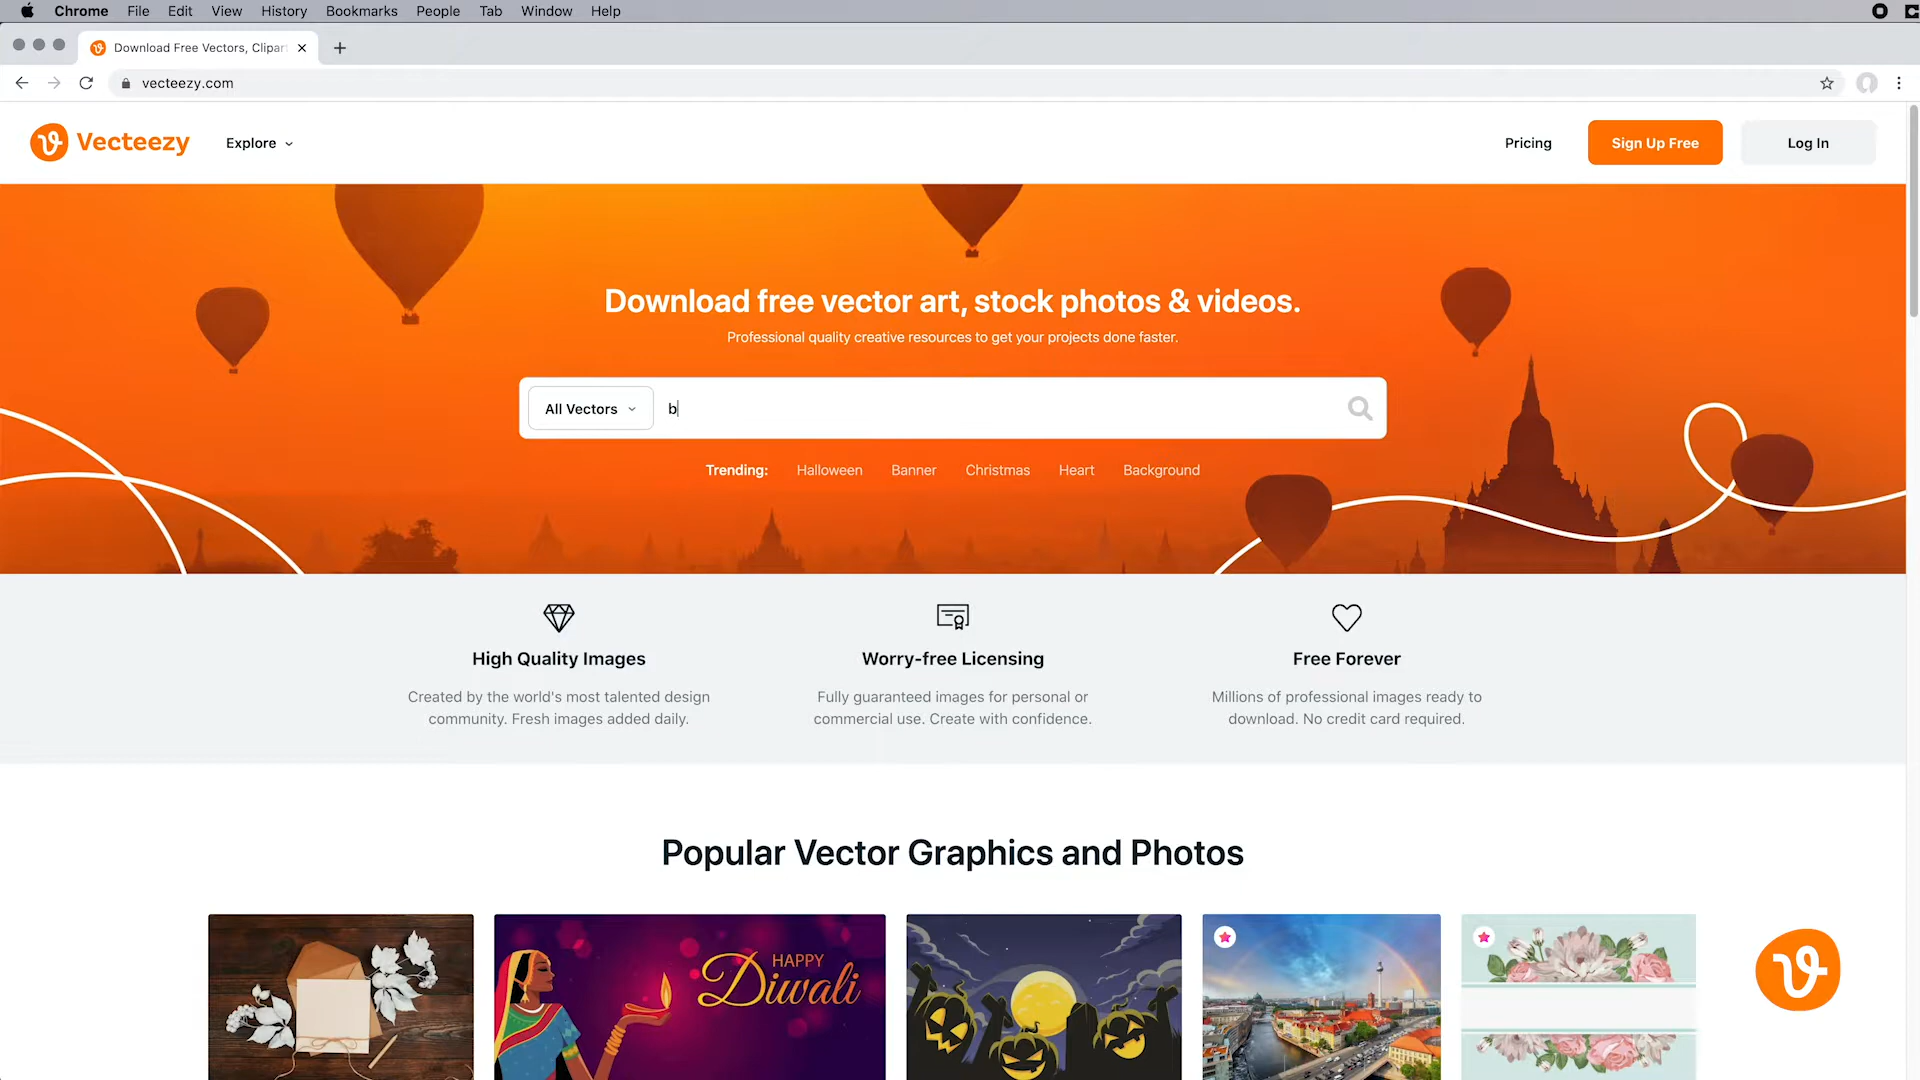 Chrome File Edit View History Bookmarks People Tab Window Help
Download Free Vectors, Clipar
vecteezy.com
Vecteezy
Explore
Pricing
Sign Up Free
Log In
Download free vector art, stock photos & videos.
Professional quality creative resources to get your projects done faster.
All Vectors
b
Trending: Halloween Banner Christmas Heart Background
High Quality Images
Created by the world's most talented design
community. Fresh images added daily.
Worry-free Licensing
Fully guaranteed images for personal or
commercial use. Create with confidence.
Free Forever
Millions of professional images ready to
download. No credit card required.
Popular Vector Graphics and Photos
HAPPY
Diwali